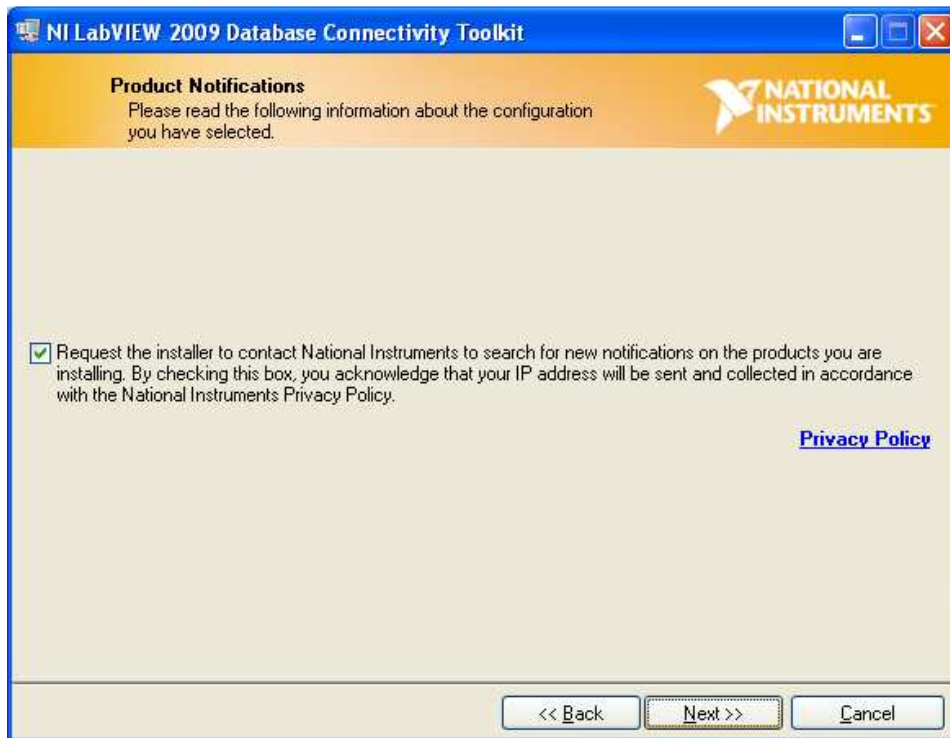 NI LabVIEW 2009 Database Connectivity Toolkit
Product Notifications
Please read the following information about the configuration
you have selected.
NATIONAL
INSTRUMENTS
Request the installer to contact National Instruments to search for new notifications on the products you are
installing. By checking this box, you acknowledge that your IP address will be sent and collected in accordance
with the National Instruments Privacy Policy.
Privacy Policy
<< Back
Next >>
Cancel